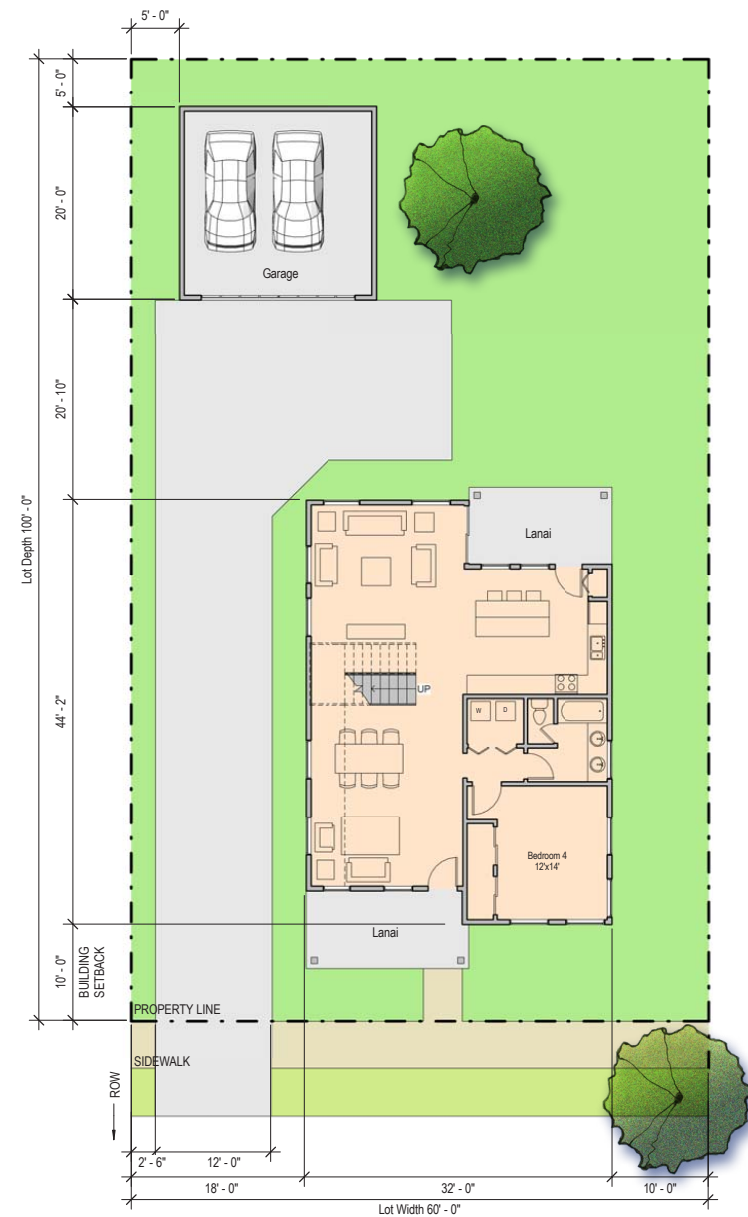 5' - 0"
5' - 0"
20' - 0"
Garage
20' - 10"
Lot Depth 100' - 0"
Lanai
UP
44' - 2"
W
D
Bedroom 4
12'x14'
Lanai
10' - 0"
BUILDING
SETBACK
PROPERTY LINE
SIDEWALK
ROW
2' - 6"
12' - 0"
18' - 0"
32' - 0"
10' - 0"
Lot Width 60' - 0"